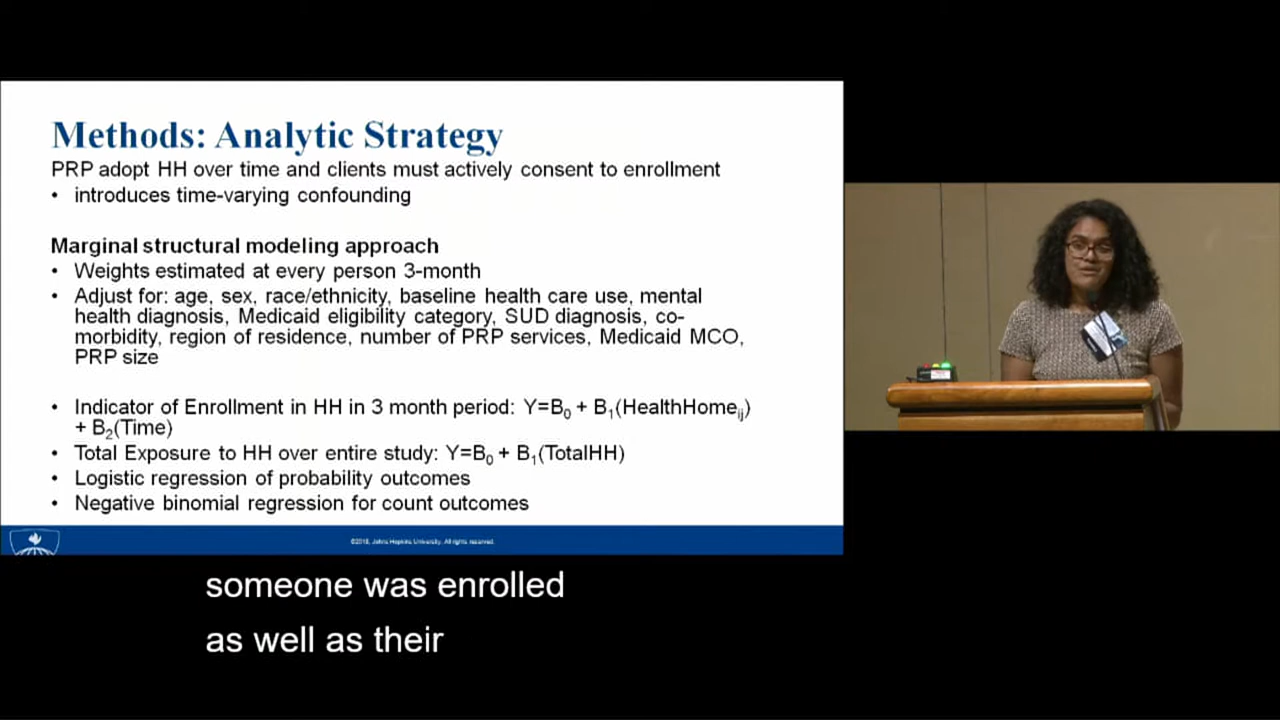 Methods: Analytic Strategy
PRP adopt HH over time and clients must actively consent to enrollment
• introduces time-varying confounding
Marginal structural modeling approach
• Weights estimated at every person 3-month
• Adjust for: age, sex, race/ethnicity, baseline health care use, mental
health diagnosis, Medicaid eligibility category, SUD diagnosis, co-
morbidity, region of residence, number of PRP services, Medicaid MCO,
PRP size
• Indicator of Enrollment in HH in 3 month period: Y=B₀ + B₁(HealthHomeᵢⱼ)
+ B₂(Time)
• Total Exposure to HH over entire study: Y=B₀ + B₁(TotalHH)
• Logistic regression of probability outcomes
• Negative binomial regression for count outcomes
©2018, Johns Hopkins University. All rights reserved.
someone was enrolled
as well as their